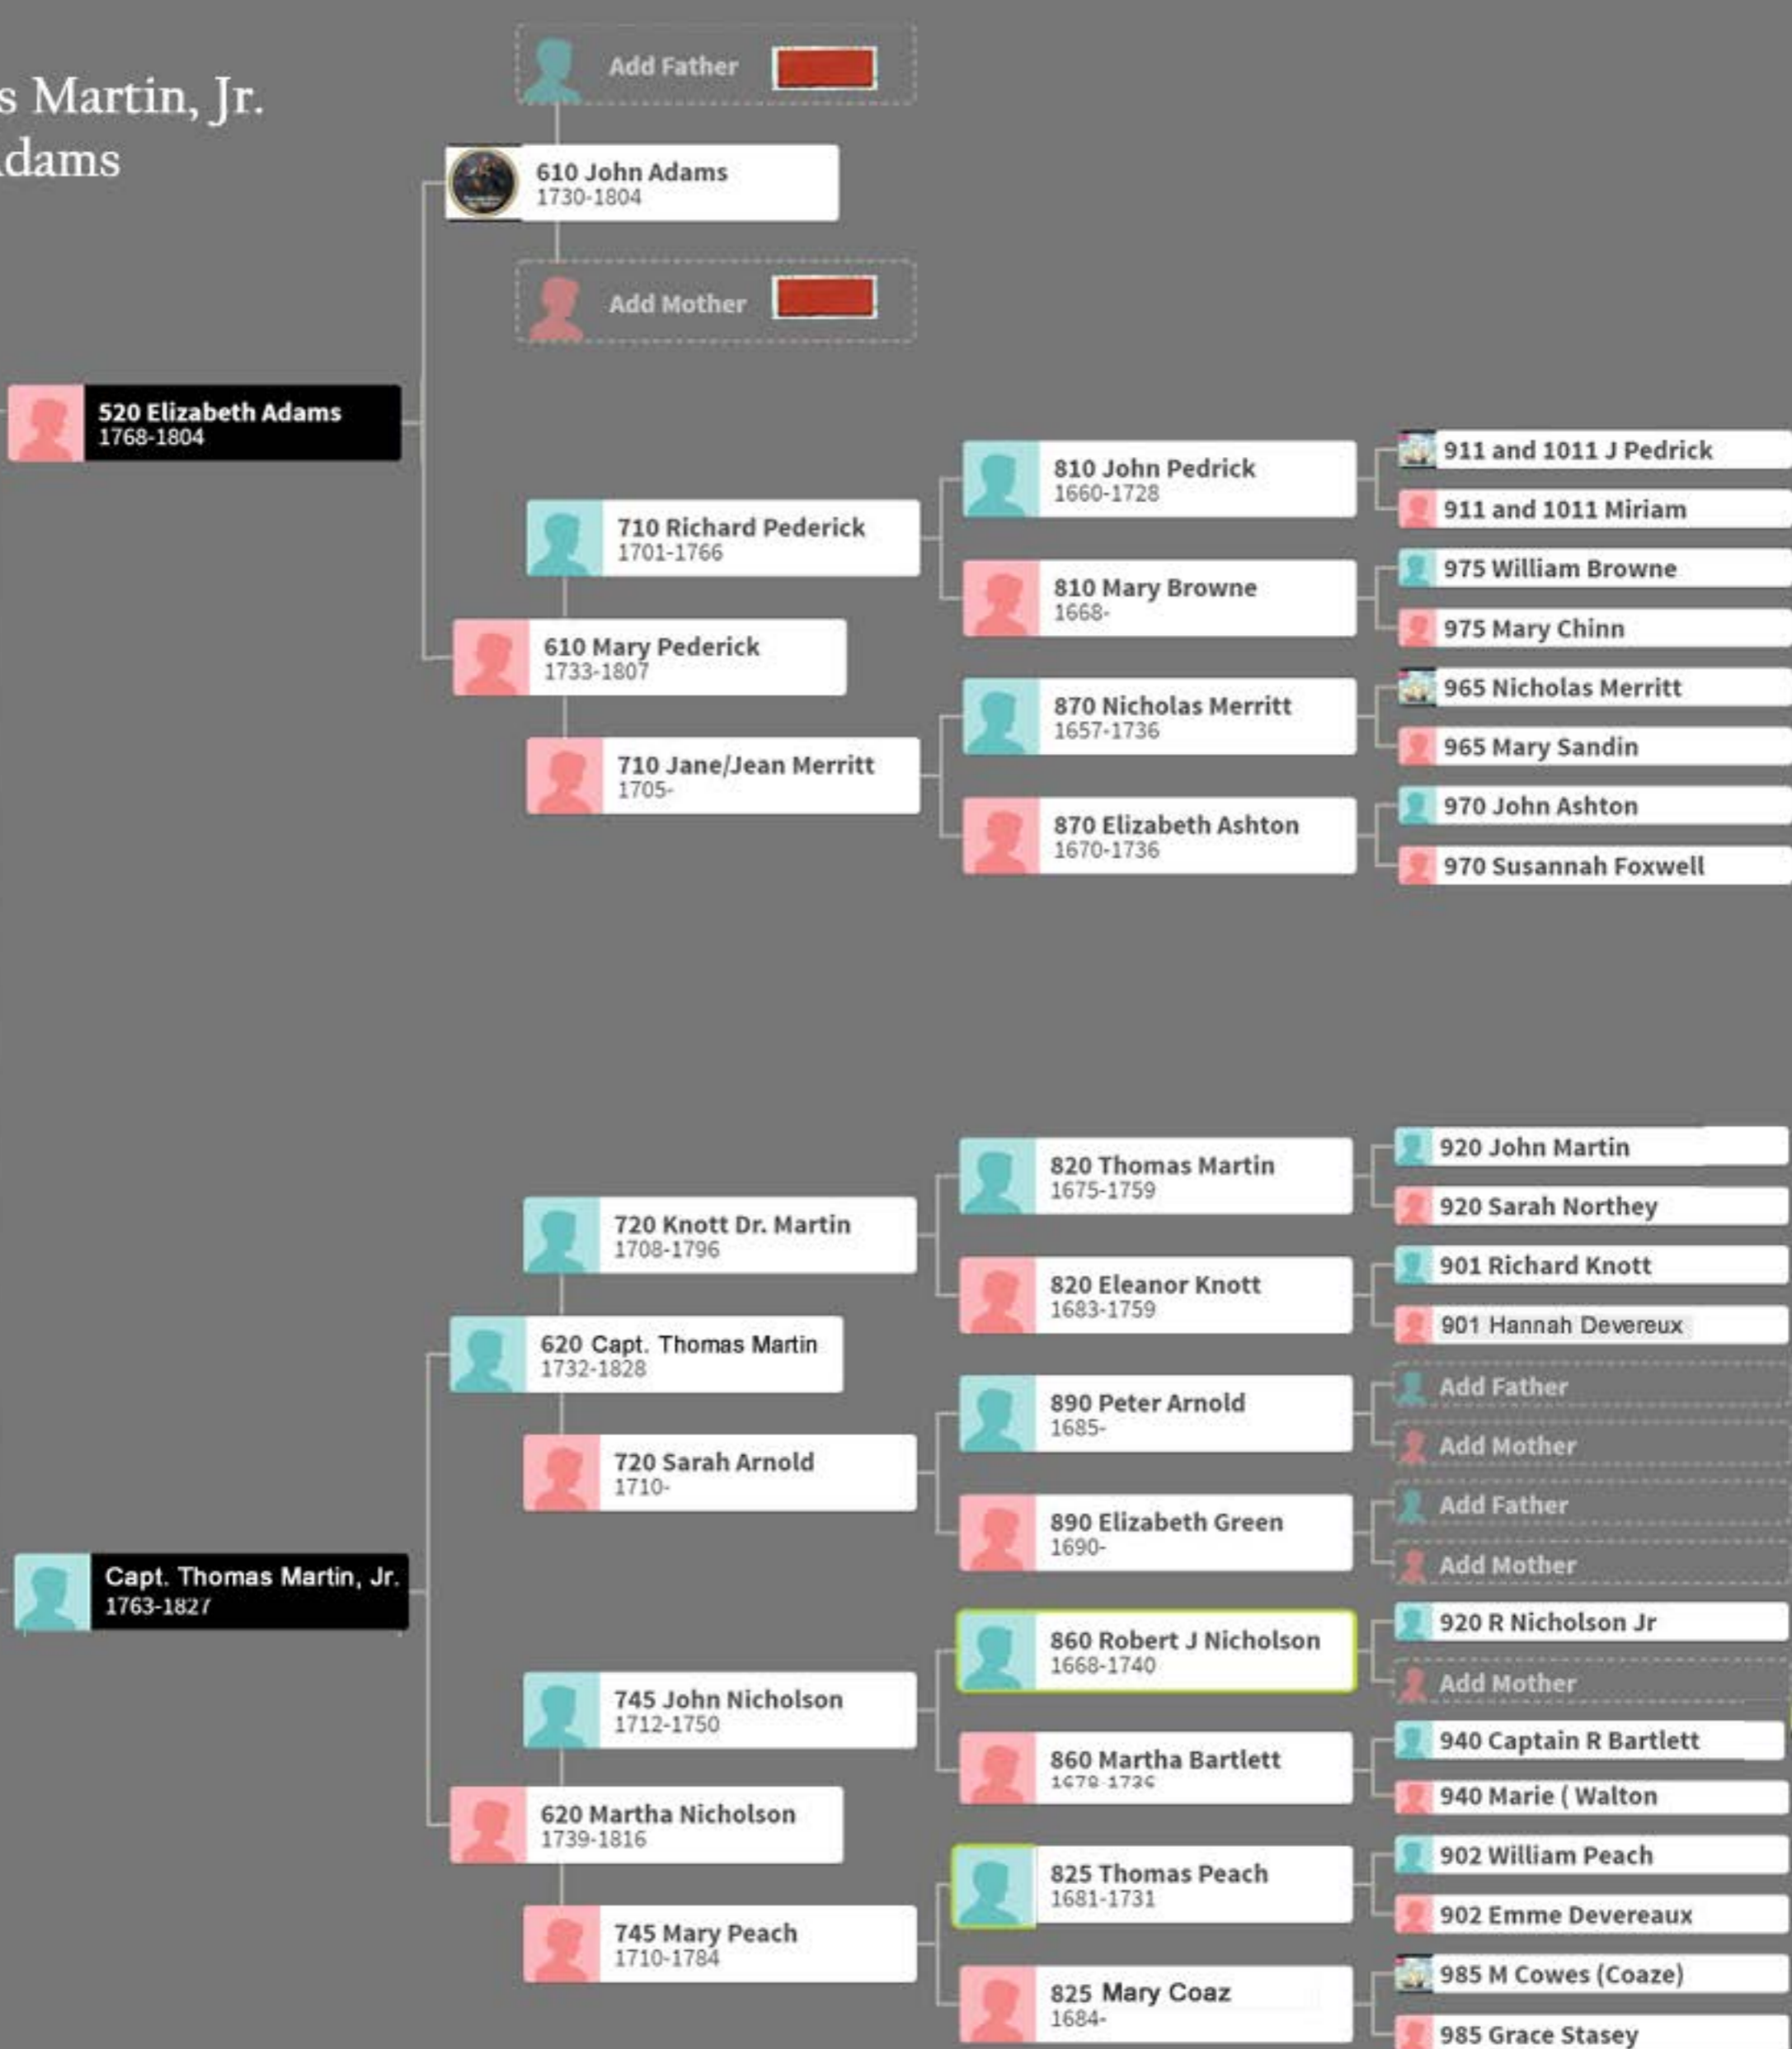 s Martin, Jr.
dams
Add Father
610 John Adams
1730-1804
Add Mother
520 Elizabeth Adams
1768-1804
710 Richard Pederick
1701-1766
610 Mary Pederick
1733-1807
710 Jane/Jean Merritt
1705-
810 John Pedrick
1660-1728
810 Mary Browne
1668-
870 Nicholas Merritt
1657-1736
870 Elizabeth Ashton
1670-1736
911 and 1011 J Pedrick
911 and 1011 Miriam
975 William Browne
975 Mary Chinn
965 Nicholas Merritt
965 Mary Sandin
970 John Ashton
970 Susannah Foxwell
Capt. Thomas Martin, Jr.
1763-1827
720 Knott Dr. Martin
1708-1796
620 Capt. Thomas Martin
1732-1828
720 Sarah Arnold
1710-
745 John Nicholson
1712-1750
620 Martha Nicholson
1739-1816
745 Mary Peach
1710-1784
820 Thomas Martin
1675-1759
820 Eleanor Knott
1683-1759
890 Peter Arnold
1685-
890 Elizabeth Green
1690-
860 Robert J Nicholson
1668-1740
860 Martha Bartlett
825 Thomas Peach
1681-1731
825 Mary Coaz
1684-
920 John Martin
920 Sarah Northey
901 Richard Knott
901 Hannah Devereux
Add Father
Add Mother
Add Father
Add Mother
920 R Nicholson Jr
Add Mother
940 Captain R Bartlett
940 Marie ( Walton
902 William Peach
902 Emme Devereaux
985 M Cowes (Coaze)
985 Grace Stasey